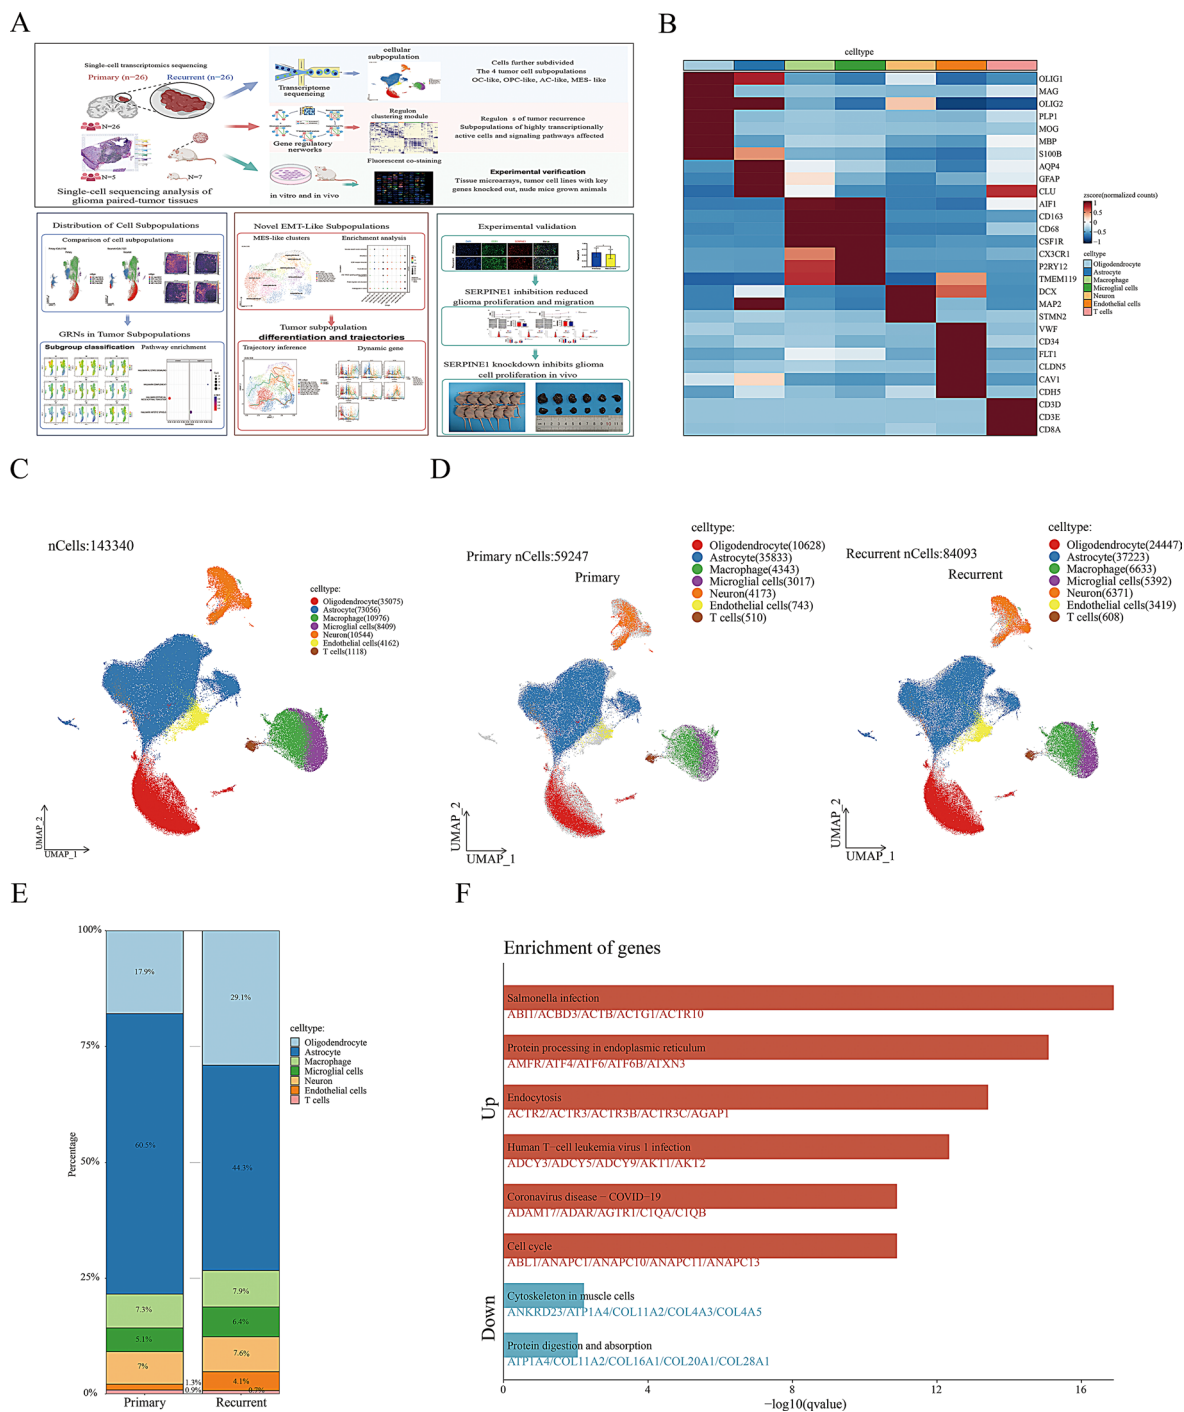 A
Single-cell transcriptomics sequencing
Primary (n=26)
Recurrent (n=26)
N=26
N=5
N=7
Single-cell sequencing analysis of
glioma paired-tumor tissues
Transcriptome
sequencing
cellular
subpopulation
Cells further subdivided
The 4 tumor cell subpopulations
OC-like, OPC-like, AC-like, MES- like
Gene regulatory
nerworks
Regulon
clustering module
Regulon s of tumor recurrence
Subpopulations of highly transcriptionally
active cells and signaling pathways affected
in vitro and in vivo
Fluorescent co-staining
Experimental verification
Tissue microarrays, tumor cell lines with key
genes knocked out, nude mice grown animals
Distribution of Cell Subpopulations
Comparison of cell subpopulations
GRNs in Tumor Subpopulations
Subgroup classification
Pathway enrichment
Novel EMT-Like Subpopulations
MES-like clusters
Enrichment analysis
Tumor subpopulation
differentiation and trajectories
Trajectory inference
Dynamic gene
Experimental validation
SERPINE1 inhibition reduced
glioma proliferation and migration
SERPINE1 knockdown inhibits glioma
cell proliferation in vivo
B
celltype
OLIG1
MAG
OLIG2
PLP1
MOG
MBP
S100B
AQP4
GFAP
CLU
AIF1
CD163
CD68
CSF1R
CX3CR1
P2RY12
TMEM119
DCX
MAP2
STMN2
VWF
CD34
FLT1
CLDN5
CAV1
CDH5
CD3D
CD3E
CD8A
zscore(normalized counts)
1
0.5
0
−0.5
−1
celltype
Oligodendrocyte
Astrocyte
Macrophage
Microglial cells
Neuron
Endothelial cells
T cells
C
nCells:143340
celltype:
Oligodendrocyte(35075)
Astrocyte(73056)
Macrophage(10976)
Microglial cells(8409)
Neuron(10544)
Endothelial cells(4162)
T cells(1118)
UMAP_2
UMAP_1
D
Primary nCells:59247
Primary
celltype:
Oligodendrocyte(10628)
Astrocyte(35833)
Macrophage(4343)
Microglial cells(3017)
Neuron(4173)
Endothelial cells(743)
T cells(510)
UMAP_2
UMAP_1
Recurrent nCells:84093
Recurrent
celltype:
Oligodendrocyte(24447)
Astrocyte(37223)
Macrophage(6633)
Microglial cells(5392)
Neuron(6371)
Endothelial cells(3419)
T cells(608)
UMAP_2
UMAP_1
E
Percentage
100%
75%
50%
25%
0%
17.9%
60.5%
7.3%
5.1%
7%
1.3%
0.9%
29.1%
44.3%
7.9%
6.4%
7.6%
4.1%
0.7%
Primary
Recurrent
celltype:
Oligodendrocyte
Astrocyte
Macrophage
Microglial cells
Neuron
Endothelial cells
T cells
F
Enrichment of genes
Up
Salmonella infection
ABI1/ACBD3/ACTB/ACTG1/ACTR10
Protein processing in endoplasmic reticulum
AMFR/ATF4/ATF6/ATF6B/ATXN3
Endocytosis
ACTR2/ACTR3/ACTR3B/ACTR3C/AGAP1
Human T−cell leukemia virus 1 infection
ADCY3/ADCY5/ADCY9/AKT1/AKT2
Coronavirus disease − COVID−19
ADAM17/ADAR/AGTR1/C1QA/C1QB
Cell cycle
ABL1/ANAPC1/ANAPC10/ANAPC11/ANAPC13
Down
Cytoskeleton in muscle cells
ANKRD23/ATP1A4/COL11A2/COL4A3/COL4A5
Protein digestion and absorption
ATP1A4/COL11A2/COL16A1/COL20A1/COL28A1
0
4
8
12
16
−log10(qvalue)